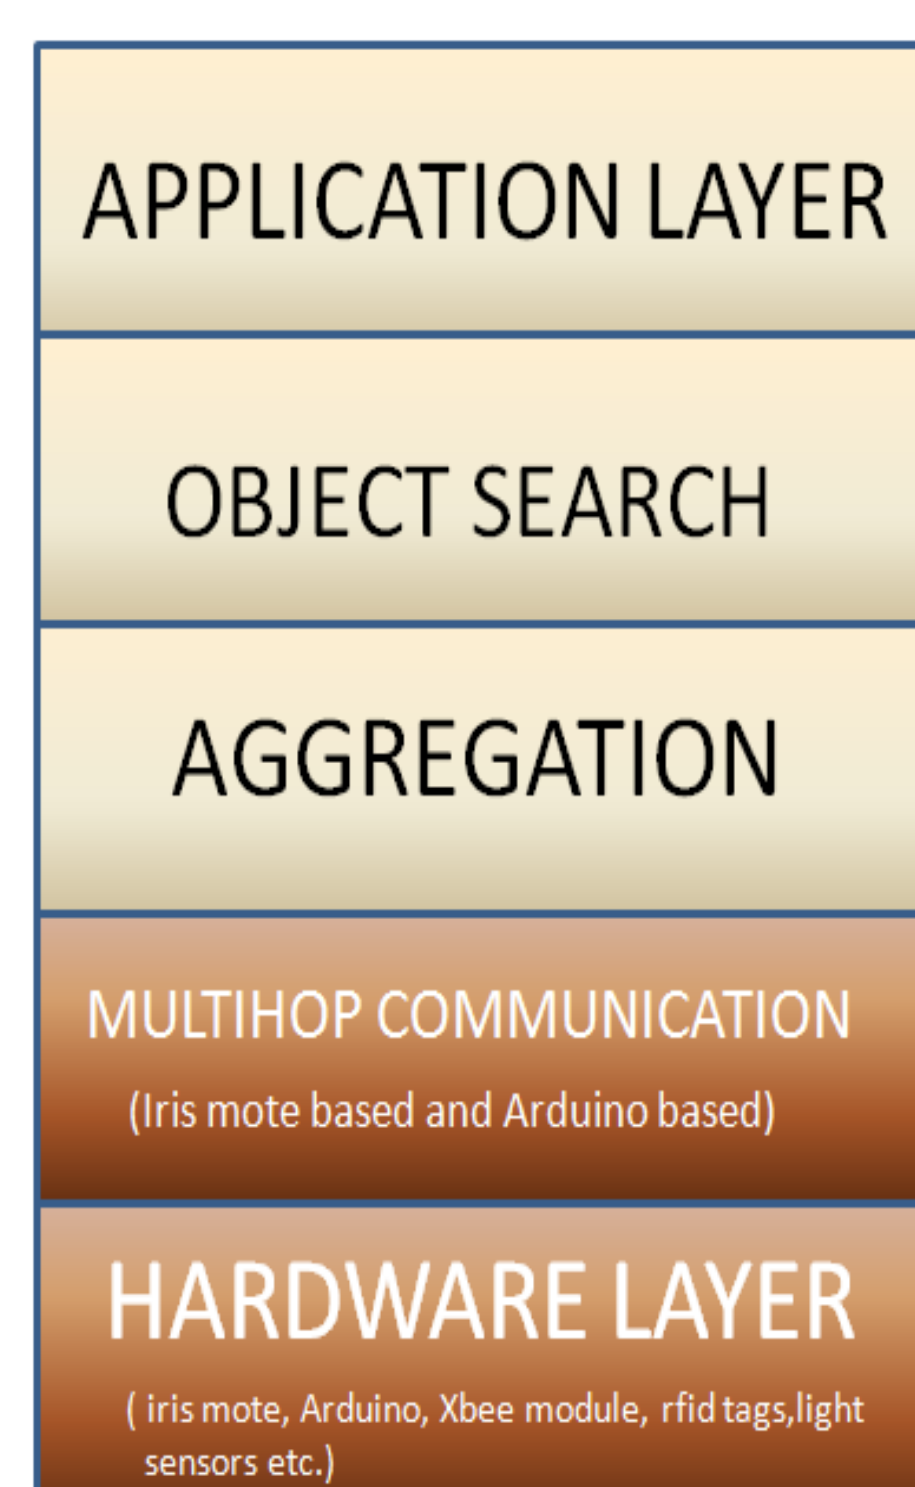 APPLICATION LAYER
OBJECT SEARCH
AGGREGATION
MULTIHOP COMMUNICATION
(Iris mote based and Arduino based)
HARDWARE LAYER
( iris mote, Arduino, Xbee module, rfid tags,light
sensors etc.)